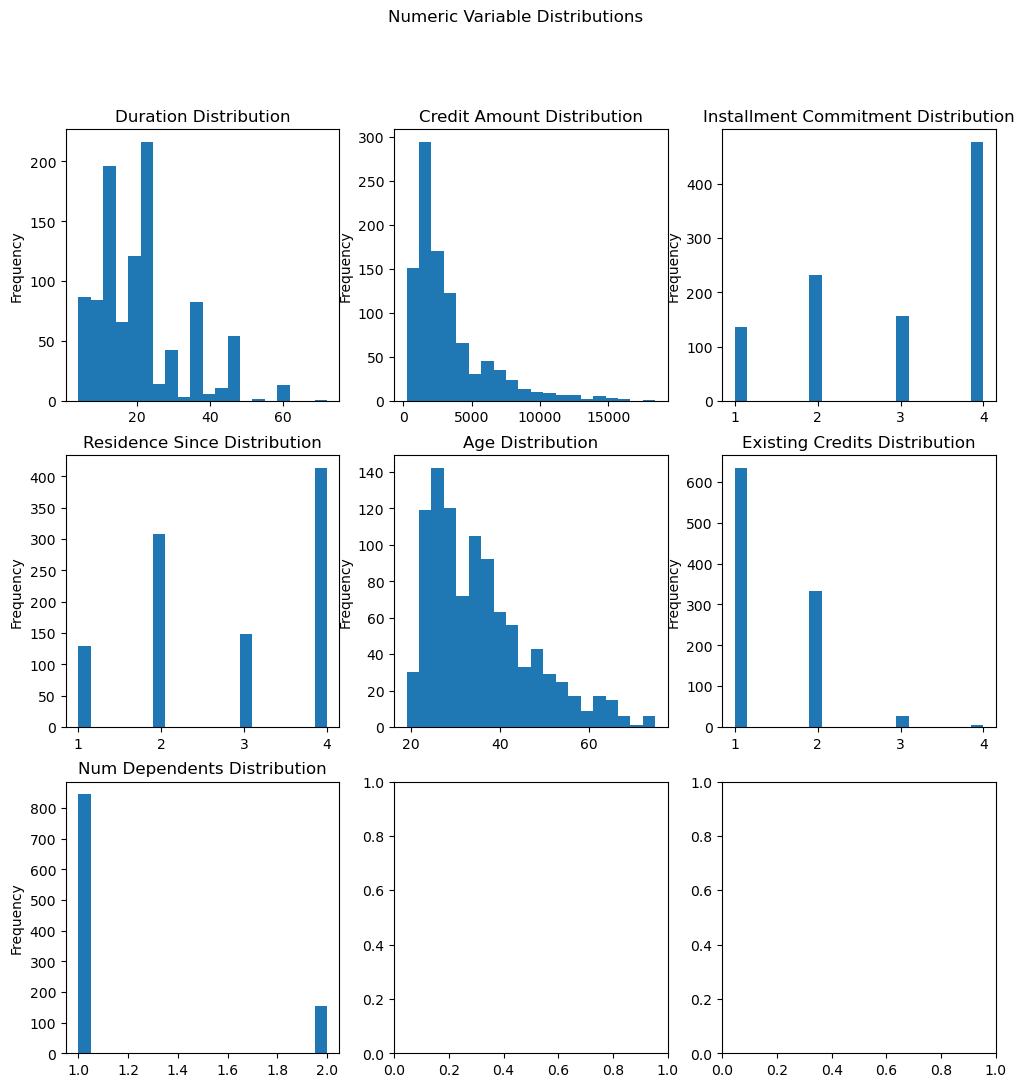 Numeric Variable Distributions
Duration Distribution
Frequency
200
150
100
50
0
20 40 60
Credit Amount Distribution
Frequency
300
250
200
150
100
50
0
0 5000 10000 15000
Installment Commitment Distribution
Frequency
400
300
200
100
0
1 2 3 4
Residence Since Distribution
Frequency
400
350
300
250
200
150
100
50
0
1 2 3 4
Age Distribution
Frequency
140
120
100
80
60
40
20
0
20 40 60
Existing Credits Distribution
Frequency
600
500
400
300
200
100
0
1 2 3 4
Num Dependents Distribution
Frequency
800
700
600
500
400
300
200
100
0
1.0 1.2 1.4 1.6 1.8 2.0
1.0
0.8
0.6
0.4
0.2
0.0
0.0 0.2 0.4 0.6 0.8 1.0
1.0
0.8
0.6
0.4
0.2
0.0
0.0 0.2 0.4 0.6 0.8 1.0